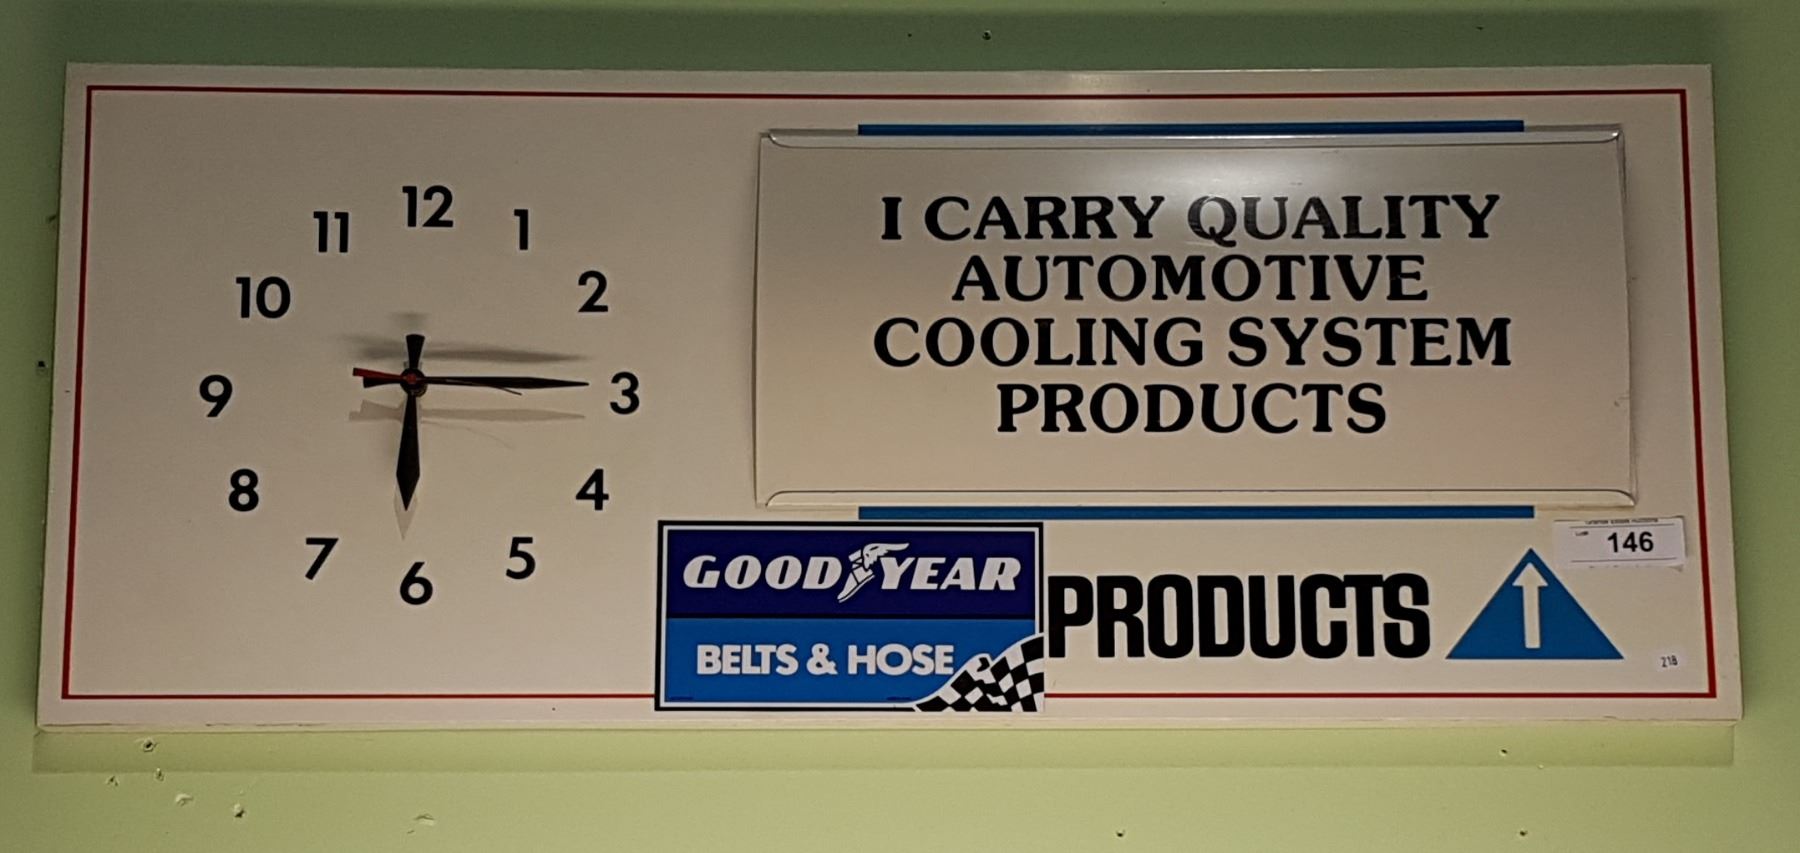 12
11
1
10
2
9
3
8
4
7
5
6
I CARRY QUALITY
AUTOMOTIVE
COOLING SYSTEM
PRODUCTS
GOODYEAR
BELTS & HOSE
PRODUCTS
146
218